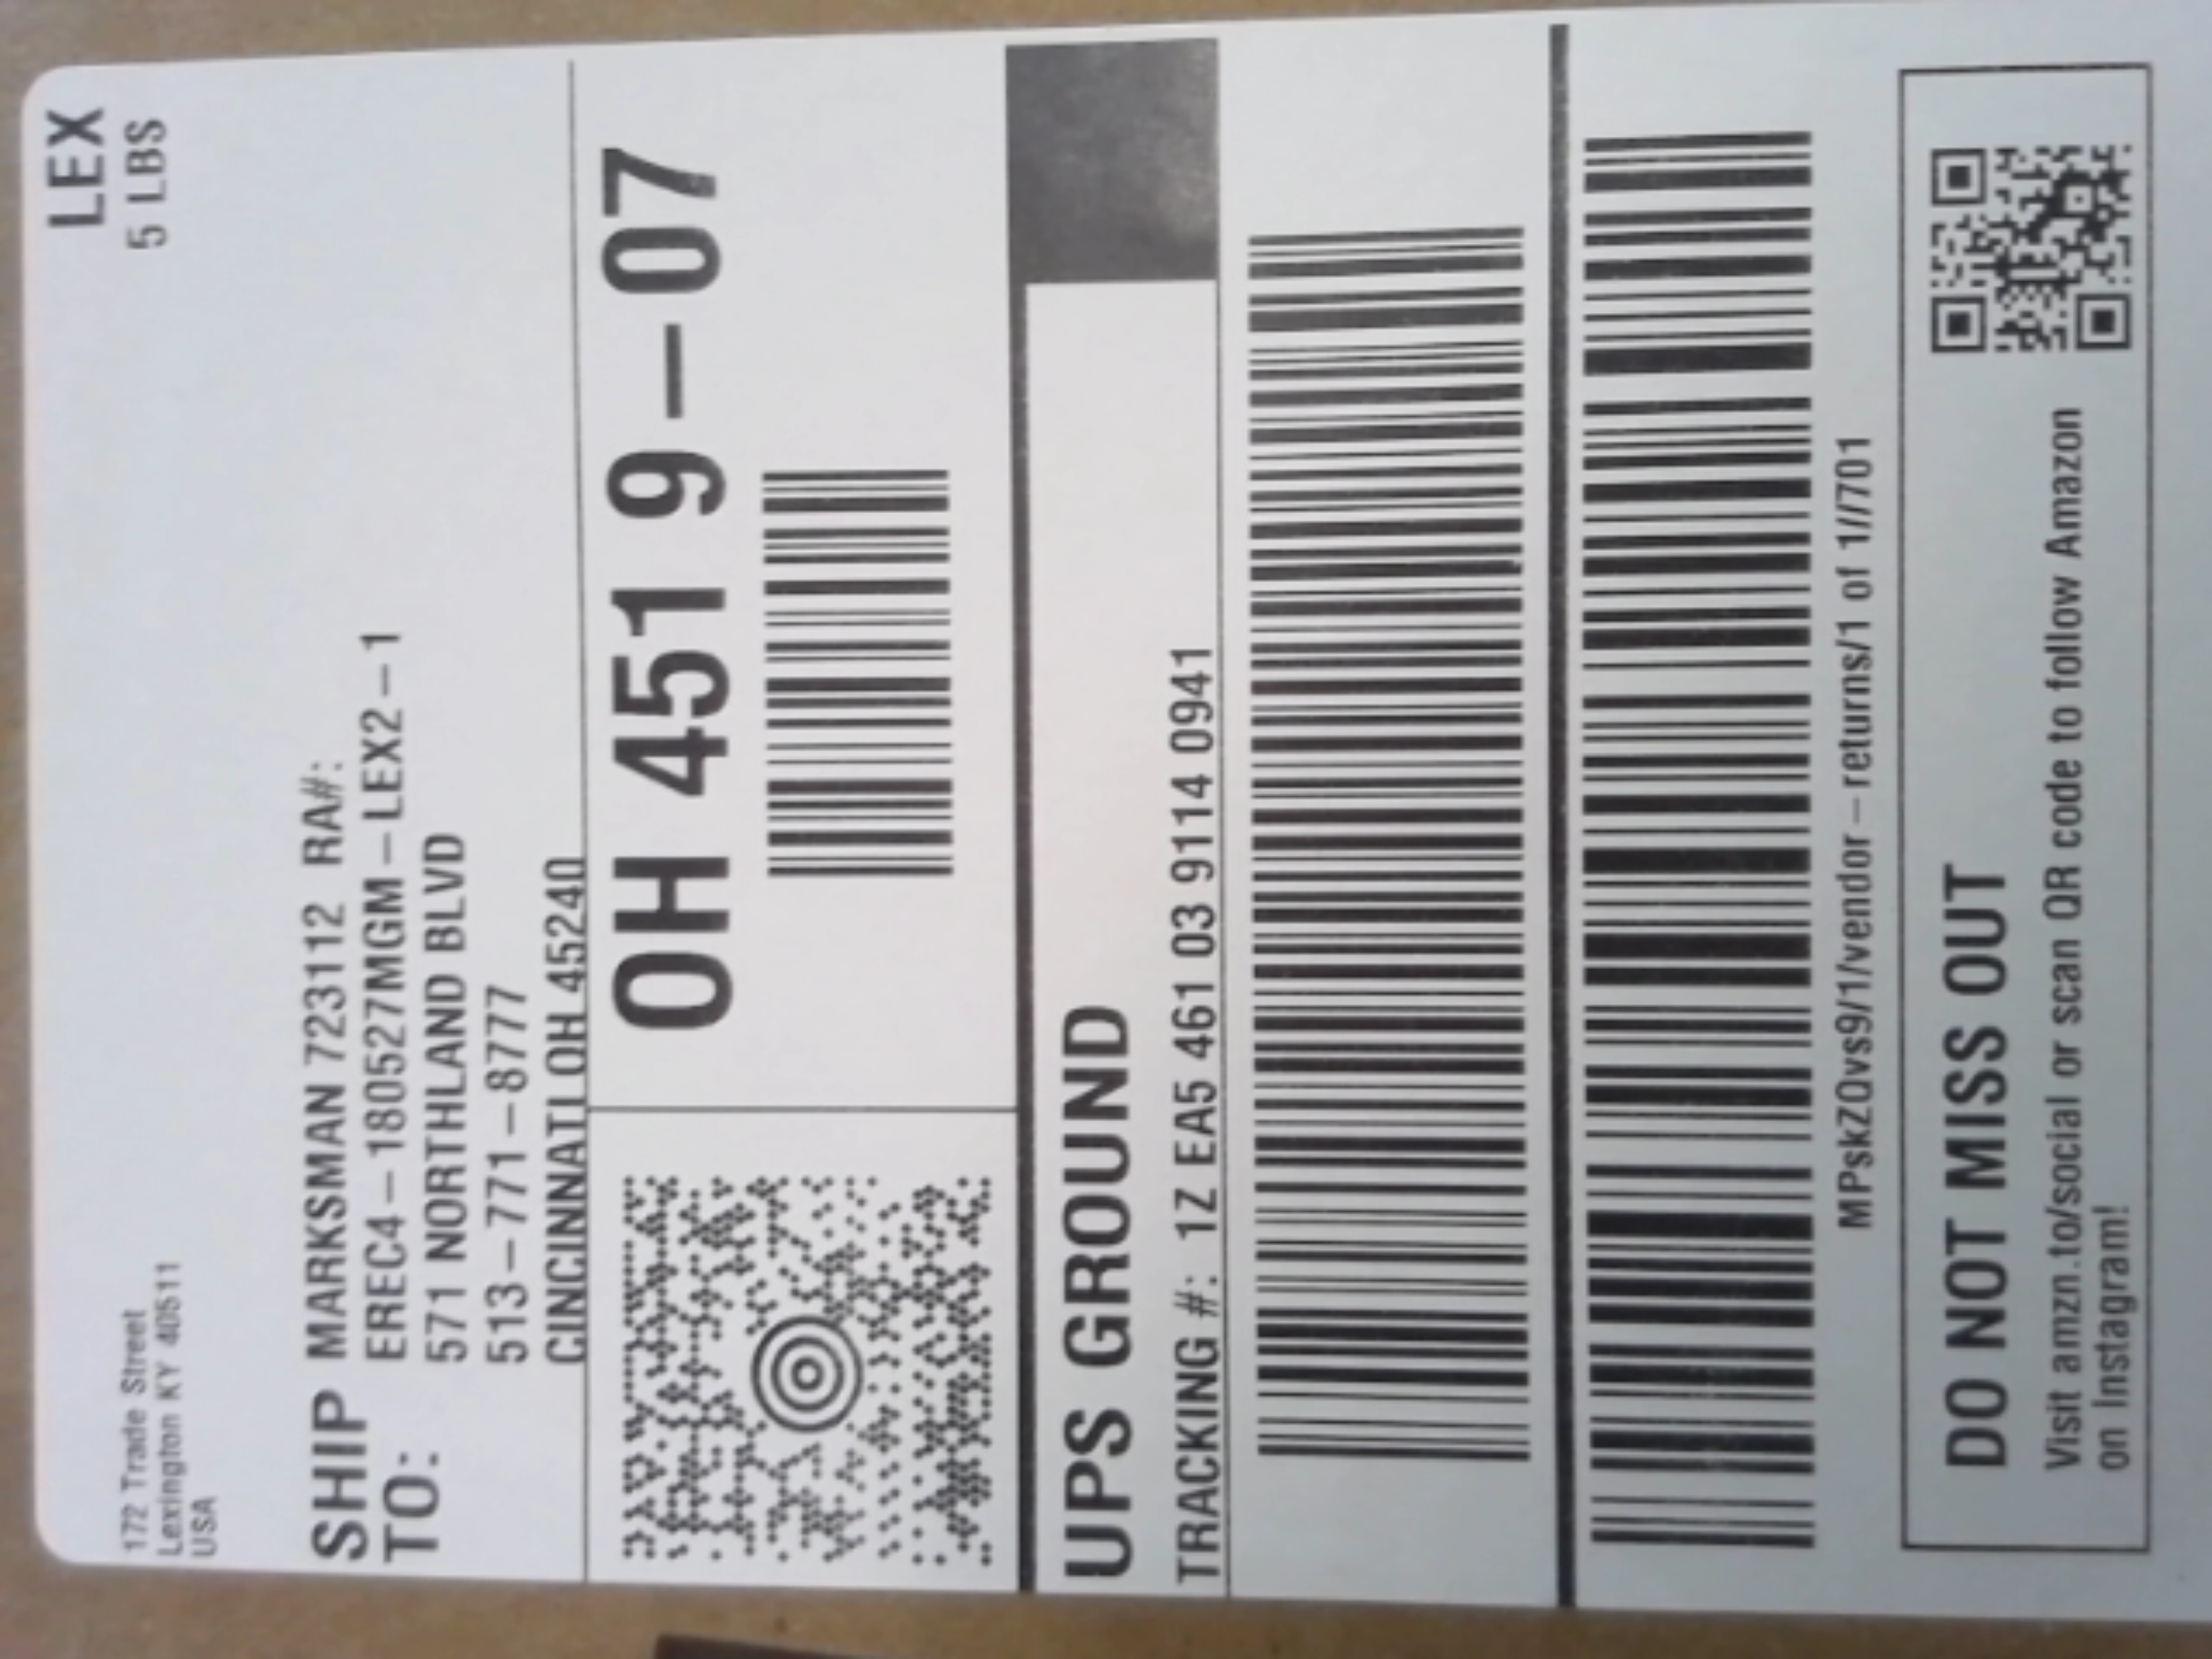 LEX
5 LBS
172 Trade Street
Lexington KY 40511
USA
SHIP TO: MARKSMAN 723112 RA#:
EREC4-180527MGM-LEX2-1
571 NORTHLAND BLVD
513-771-8777
CINCINNATI OH 45240
OH 451 9-07
UPS GROUND
TRACKING #: 1Z EA5 461 03 9114 0941
MPskZQvs9/1/vendor-returns/1 of 1//701
DO NOT MISS OUT
Visit amzn.to/social or scan QR code to follow Amazon
on Instagram!